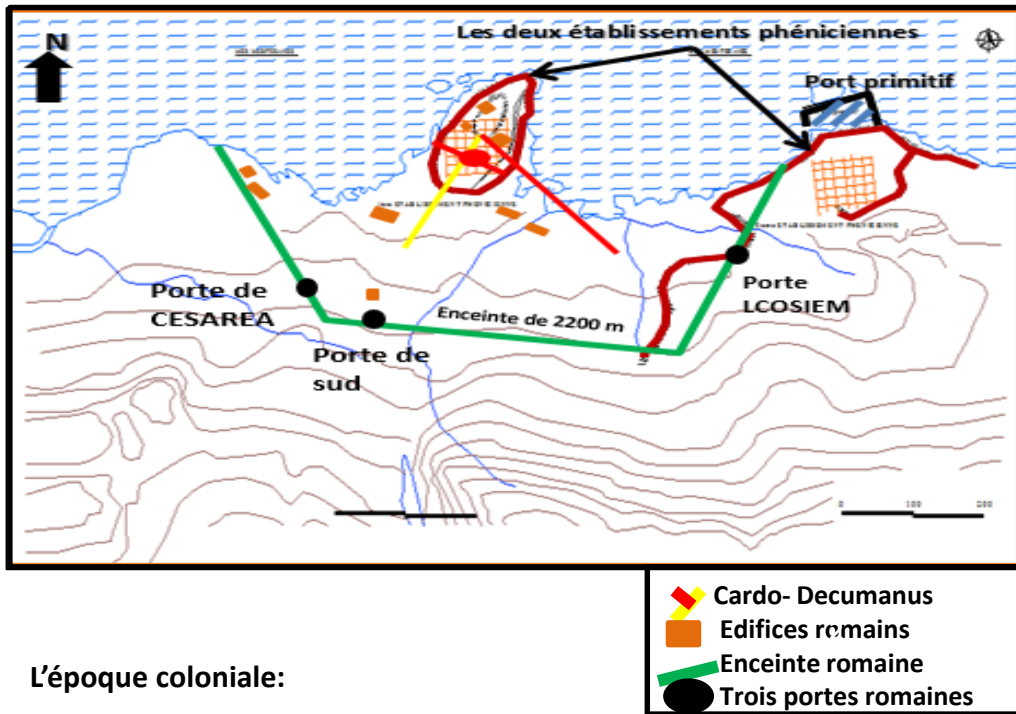 N
Les deux établissements phéniciennes
Port primitif
Porte de
CESAREA
Porte de
sud
Enceinte de 2200 m
Porte
LCOSIEM
0 100 200
Cardo- Decumanus
Edifices romains
Enceinte romaine
Trois portes romaines
L'époque coloniale: